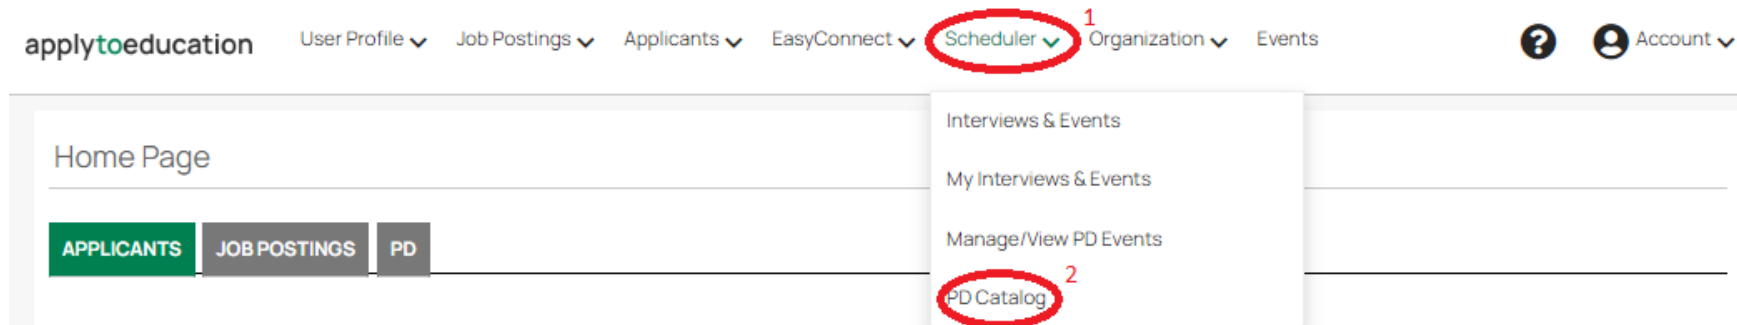 applytoeducation User Profile Job Postings Applicants EasyConnect Scheduler 1 Organization Events ? Account
Interviews & Events
Home Page
My Interviews & Events
APPLICANTS JOB POSTINGS PD
Manage/View PD Events
PD Catalog 2